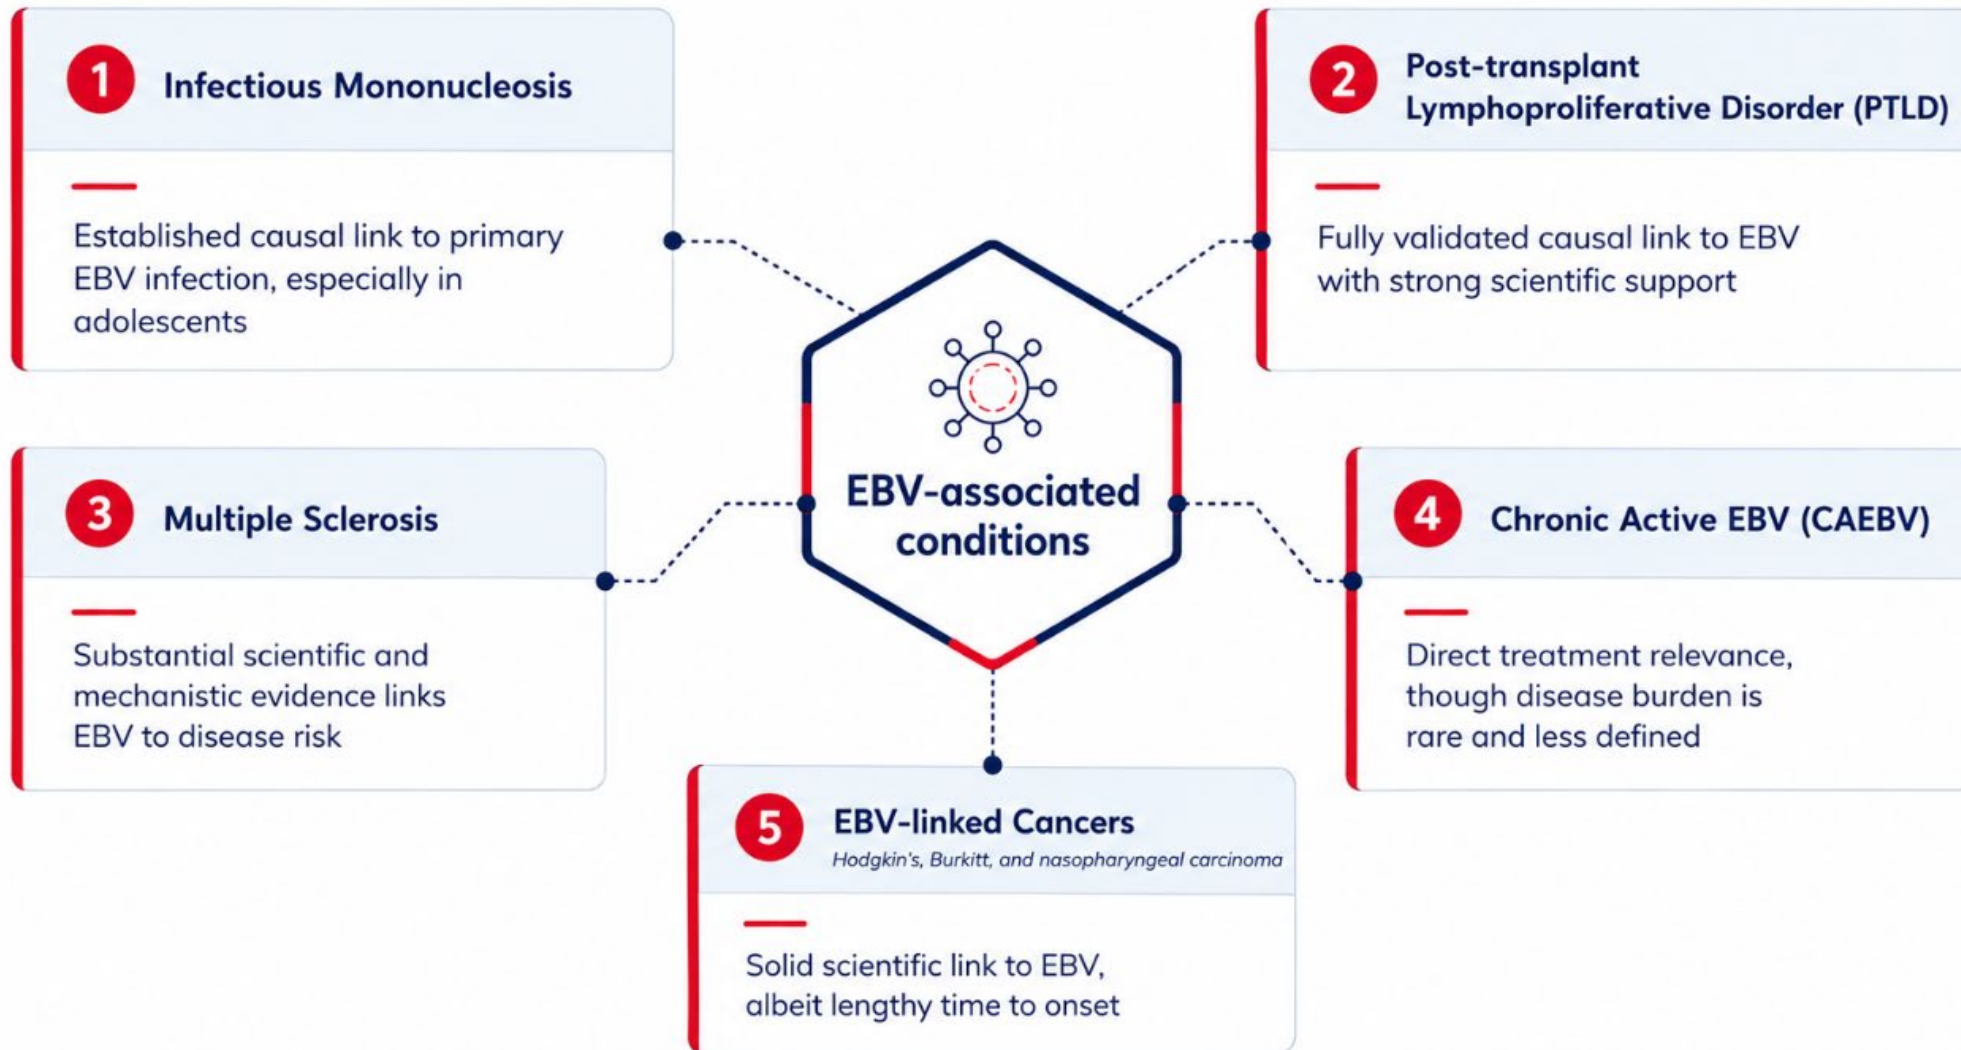 1
Infectious Mononucleosis
Established causal link to primary
EBV infection, especially in
adolescents
2
Post-transplant
Lymphoproliferative Disorder (PTLD)
Fully validated causal link to EBV
with strong scientific support
EBV-associated
conditions
3
Multiple Sclerosis
Substantial scientific and
mechanistic evidence links
EBV to disease risk
4
Chronic Active EBV (CAEBV)
Direct treatment relevance,
though disease burden is
rare and less defined
5
EBV-linked Cancers
Hodgkin's, Burkitt, and nasopharyngeal carcinoma
Solid scientific link to EBV,
albeit lengthy time to onset